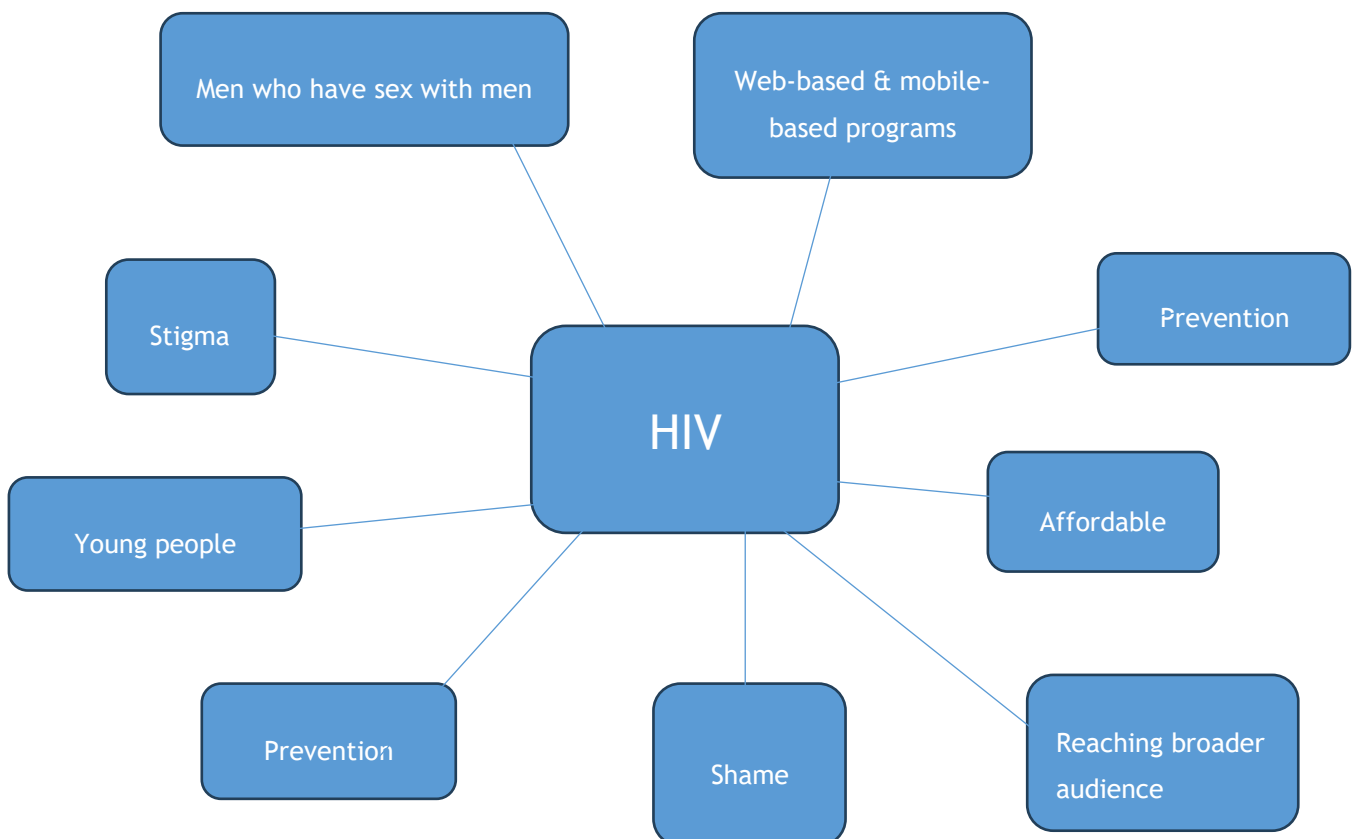 Men who have sex with men
Web-based & mobile-
based programs
Stigma
Prevention
HIV
Affordable
Young people
Prevention
Shame
Reaching broader
audience